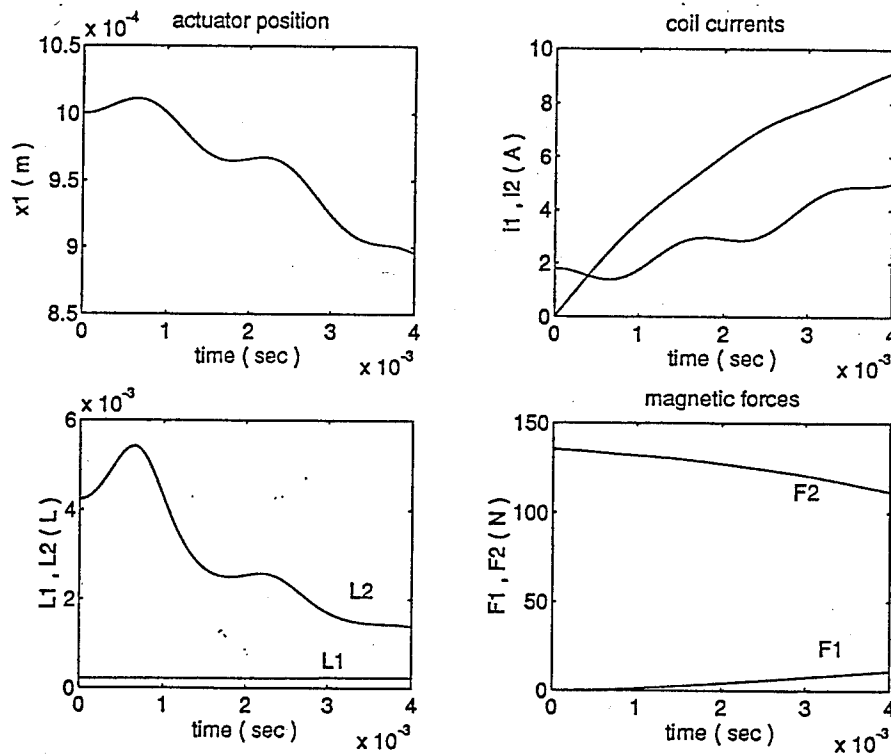 actuator position
x 10^-4
10.5
10
9.5
9
8.5
x1 ( m )
0 1 2 3 4
time ( sec )
x 10^-3
coil currents
10
8
6
4
2
0
I1 , I2 ( A )
0 1 2 3 4
time ( sec )
x 10^-3
x 10^-3
6
4
2
0
L1 , L2 ( L )
L2
L1
0 1 2 3 4
time ( sec )
x 10^-3
magnetic forces
150
100
50
0
F1 , F2 ( N )
F2
F1
0 1 2 3 4
time ( sec )
x 10^-3